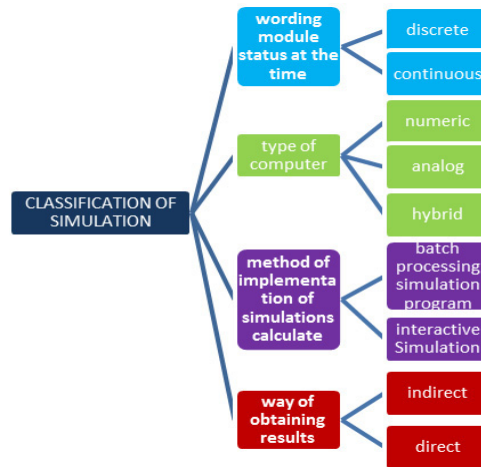 wording
module
status at the
time
discrete
continuous
type of
computer
numeric
analog
hybrid
CLASSIFICATION OF
SIMULATION
method of
implementa
tion of
simulations
calculate
batch
processing
simulation
program
interactive
Simulation
way of
obtaining
results
indirect
direct